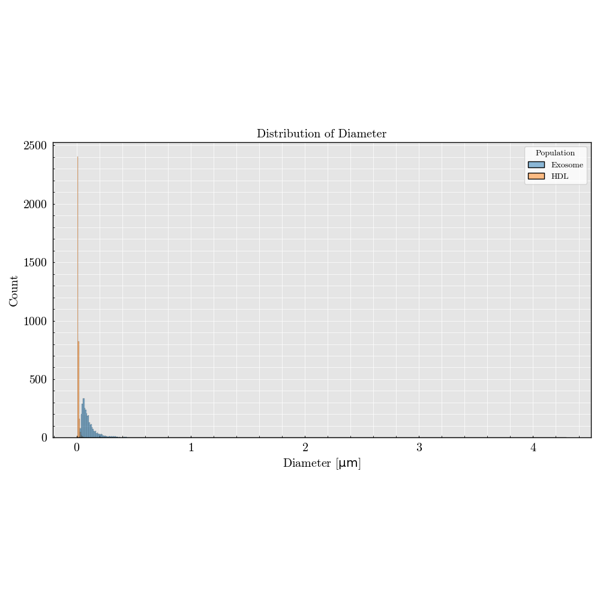 Distribution of Diameter
Count
2500
2000
1500
1000
500
0
Population
Exosome
HDL
0 1 2 3 4
Diameter [μm]